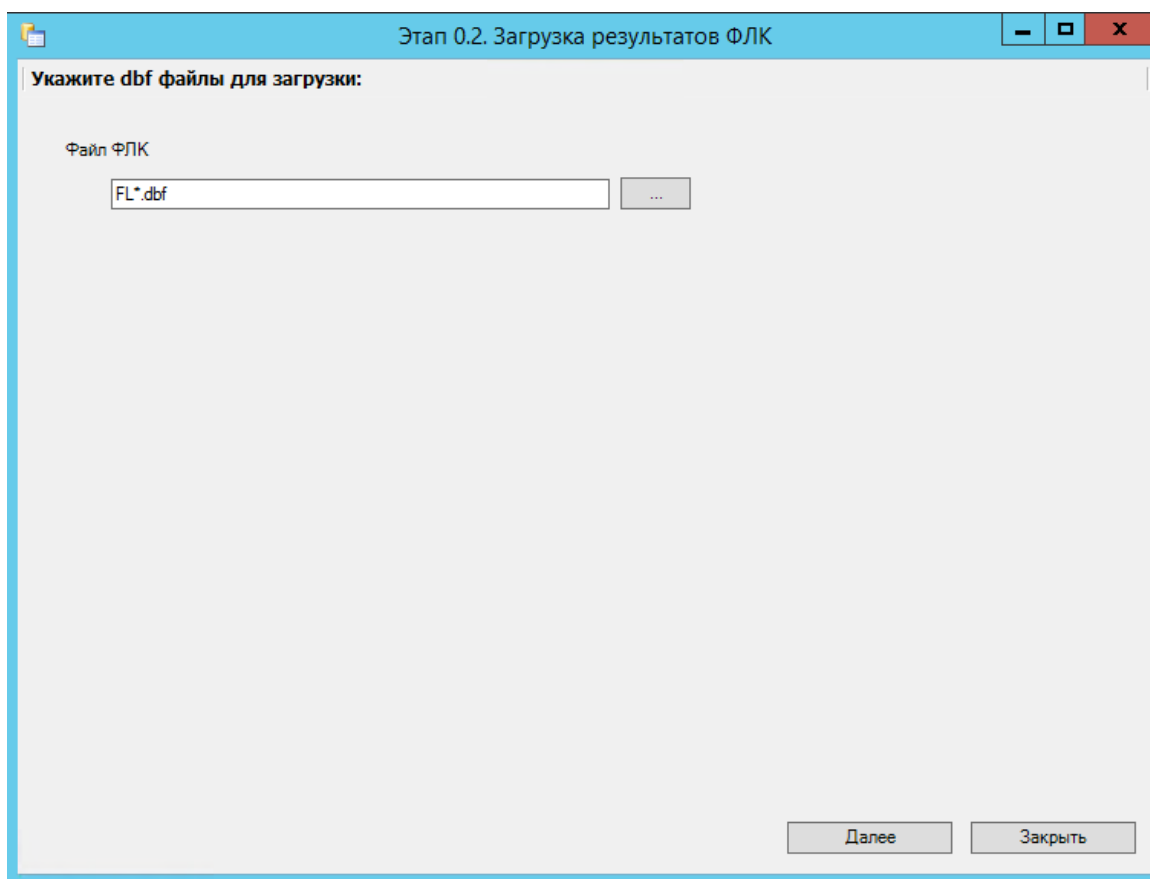 Этап 0.2. Загрузка результатов ФЛК
Укажите dbf файлы для загрузки:
Файл ФЛК
FL*.dbf
...
Далее
Закрыть